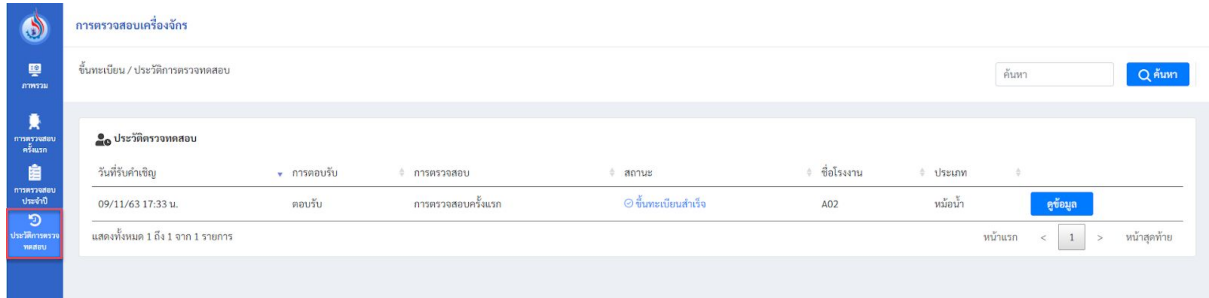 การตรวจสอบเครื่องจักร
ภาพรวม
การตรวจสอบ
ครั้งแรก
การตรวจสอบ
ประจำปี
ประวัติการตรวจ
ทดสอบ
ขึ้นทะเบียน / ประวัติการตรวจทดสอบ
ค้นหา
ค้นหา
ประวัติตรวจทดสอบ
วันที่รับคำเชิญ การตอบรับ การตรวจสอบ สถานะ ชื่อโรงงาน ประเภท
09/11/63 17:33 น. ตอบรับ การตรวจสอบครั้งแรก ขึ้นทะเบียนสำเร็จ A02 หม้อน้ำ ดูข้อมูล
แสดงทั้งหมด 1 ถึง 1 จาก 1 รายการ หน้าแรก < 1 > หน้าสุดท้าย